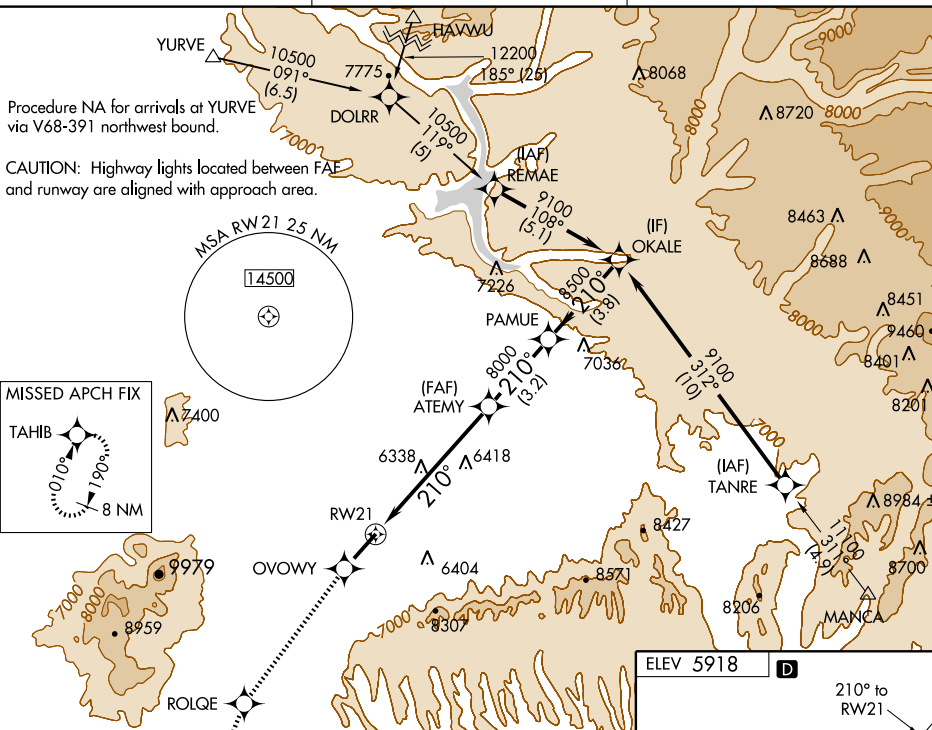 YURVE
HAVWU
10500
091°
(6.5)
7775
12200
185° (25)
DOLRR
8068
8720
9000
8000
Procedure NA for arrivals at YURVE
via V68-391 northwest bound.
7000
10500
119°
(5)
CAUTION: Highway lights located between FAF
and runway are aligned with approach area.
(IAF)
REMAE
9100
108°
(5.1)
(IF)
OKALE
8463
8688
8451
9460
8401
8201
8000
MSA RW21 25 NM
14500
7226
8500
210°
(3.8)
PAMUE
7036
8000
210°
(3.2)
9100
312°
(10)
(FAF)
ATEMY
MISSED APCH FIX
TAHIB
010°
190°
8 NM
7400
6338
6418
210°
7000
(IAF)
TANRE
8984 ±
RW21
8427
11100
311°
(4.9)
8700
OVOWY
6404
8571
9979
7000
8000
8959
7000
8307
8206
MANCA
ROLQE
ELEV 5918
D
210° to
RW21